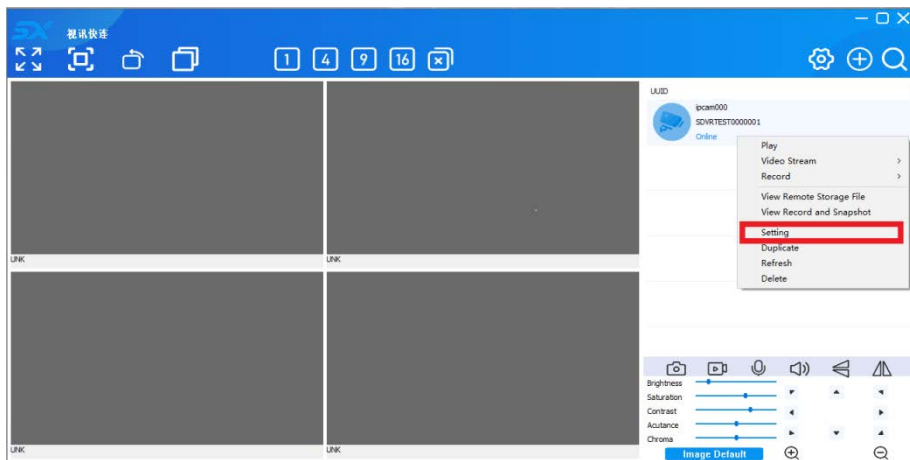 SX 视讯快连
1 4 9 16
UUID
ipcam000
SDVRTEST0000001
Online
Play
Video Stream
Record
View Remote Storage File
View Record and Snapshot
Setting
Duplicate
Refresh
Delete
UNK
UNK
Brightness
Saturation
Contrast
Acutance
Chroma
Image Default
UNK
UNK